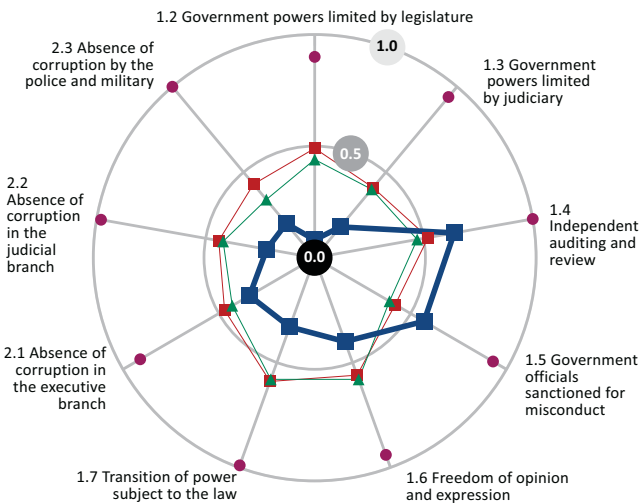 1.2 Government powers limited by legislature
1.0
1.3 Government
powers limited
by judiciary
0.5
1.4
Independent
auditing and
review
0.0
1.5 Government
officials
sanctioned for
misconduct
1.6 Freedom of opinion
and expression
1.7 Transition of power
subject to the law
2.1 Absence of
corruption in
the executive
branch
2.2
Absence of
corruption
in the
judicial
branch
2.3 Absence of
corruption by the
police and military